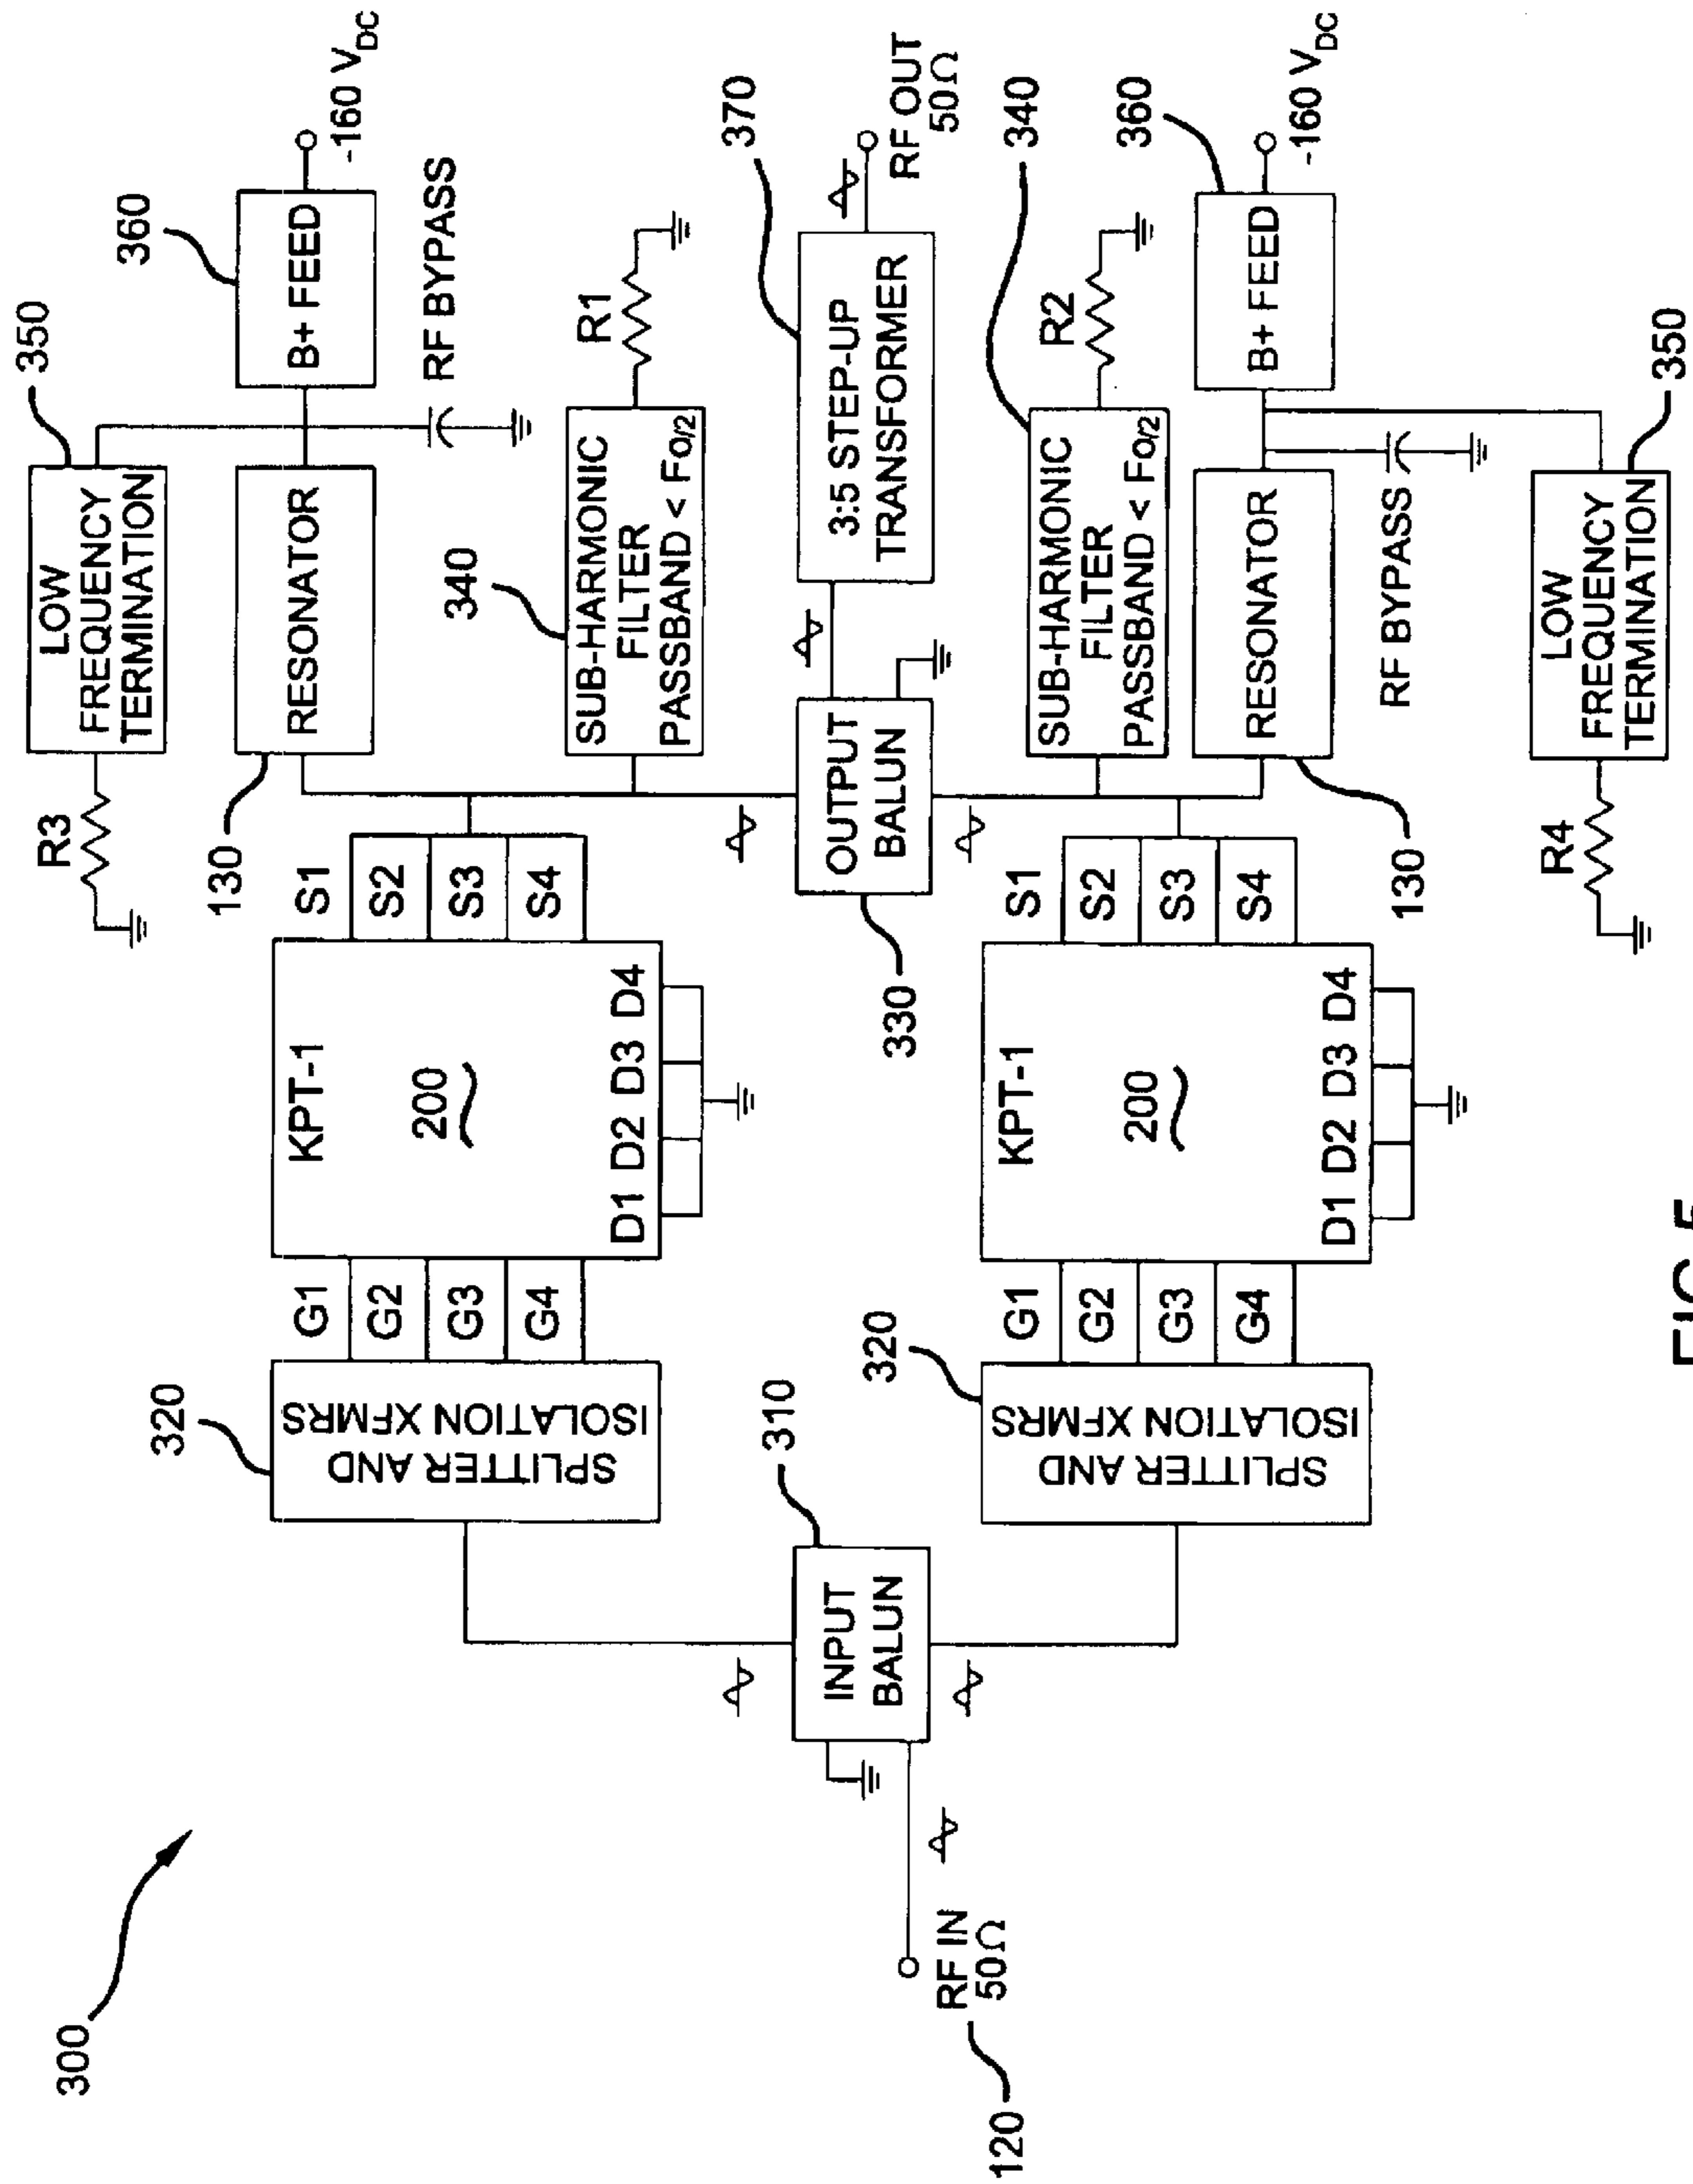 300
120
RF IN
50Ω
INPUT
BALUN
310
320
SPLITTER AND
ISOLATION XFMRS
G1
G2
G3
G4
KPT-1
200
D1 D2 D3 D4
S1
S2
S3
S4
R3
350
LOW
FREQUENCY
TERMINATION
130
RESONATOR
360
B+ FEED
-160 VDC
RF BYPASS
340
SUB-HARMONIC
FILTER
PASSBAND < Fo/2
R1
330
OUTPUT
BALUN
370
3:5 STEP-UP
TRANSFORMER
RF OUT
50Ω
320
SPLITTER AND
ISOLATION XFMRS
G1
G2
G3
G4
KPT-1
200
D1 D2 D3 D4
S1
S2
S3
S4
340
SUB-HARMONIC
FILTER
PASSBAND < Fo/2
R2
130
RESONATOR
360
B+ FEED
-160 VDC
RF BYPASS
R4
LOW
FREQUENCY
TERMINATION
350